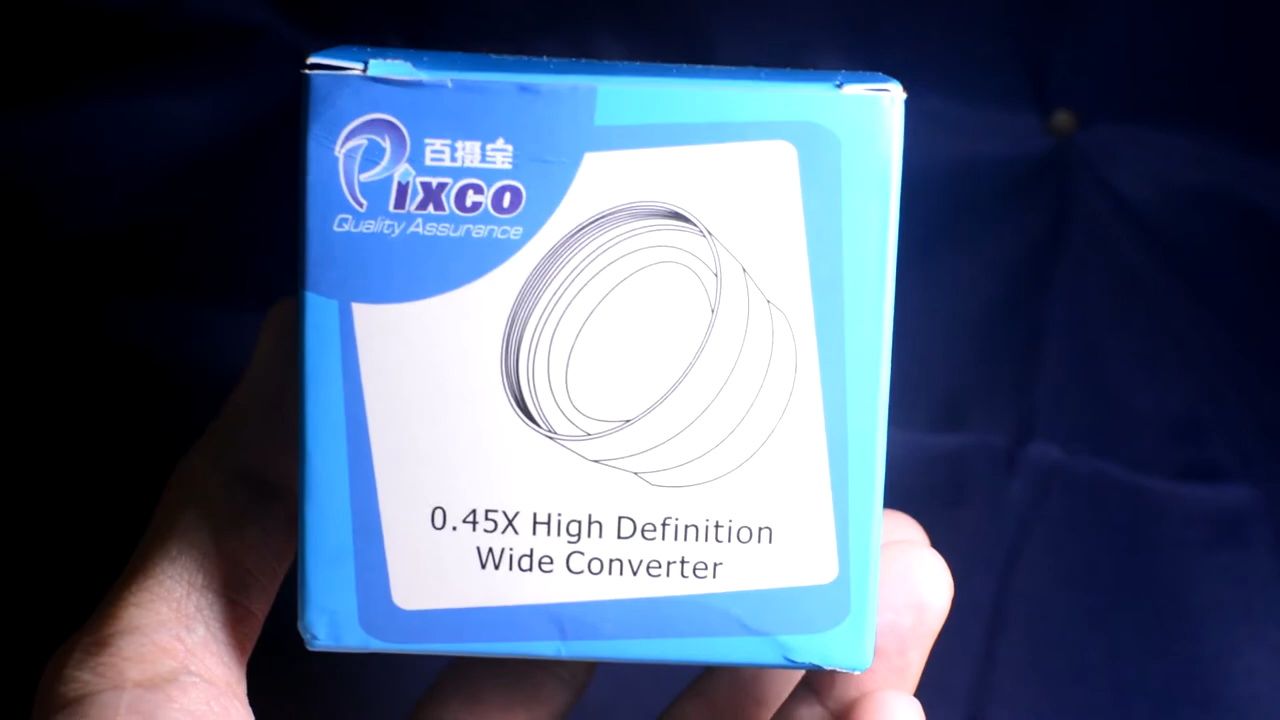 百摄宝
Pixco
Quality Assurance
0.45X High Definition
Wide Converter